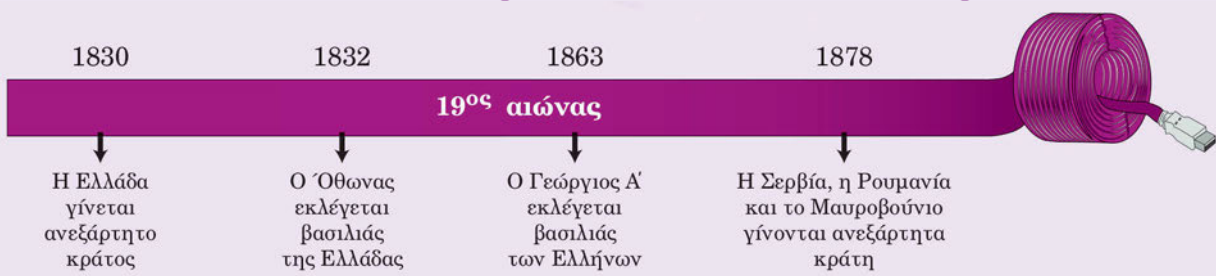 1830
1832
1863
1878
19ος αιώνας
Η Ελλάδα
γίνεται
ανεξάρτητο
κράτος
Ο Όθωνας
εκλέγεται
βασιλιάς
της Ελλάδας
Ο Γεώργιος Α΄
εκλέγεται
βασιλιάς
των Ελλήνων
Η Σερβία, η Ρουμανία
και το Μαυροβούνιο
γίνονται ανεξάρτητα
κράτη